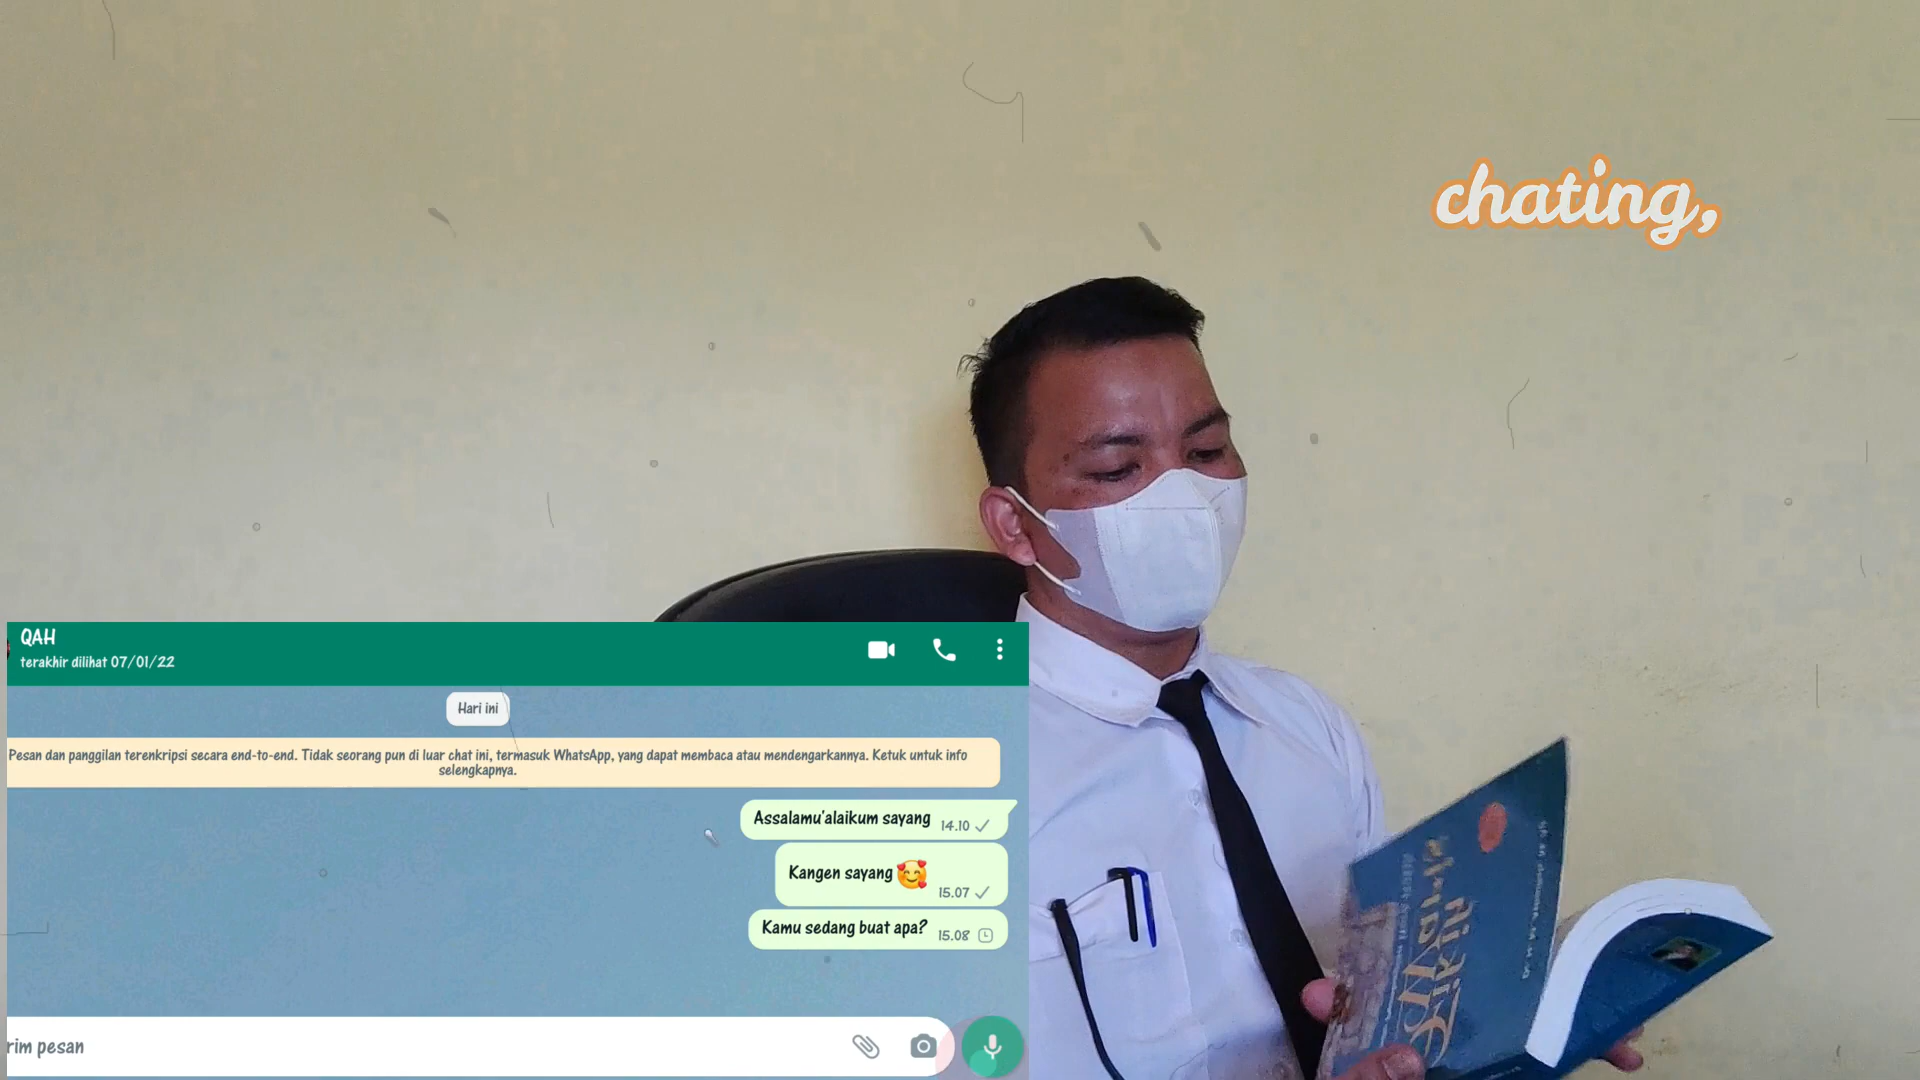 chating,
QAH
terakhir dilihat 07/01/22
Hari ini
Pesan dan panggilan terenkripsi secara end-to-end. Tidak seorang pun di luar chat ini, termasuk WhatsApp, yang dapat membaca atau mendengarkannya. Ketuk untuk info
selengkapnya.
Assalamu'alaikum sayang 14.10
Kangen sayang🥰 15.07
Kamu sedang buat apa? 15.08
rim pesan